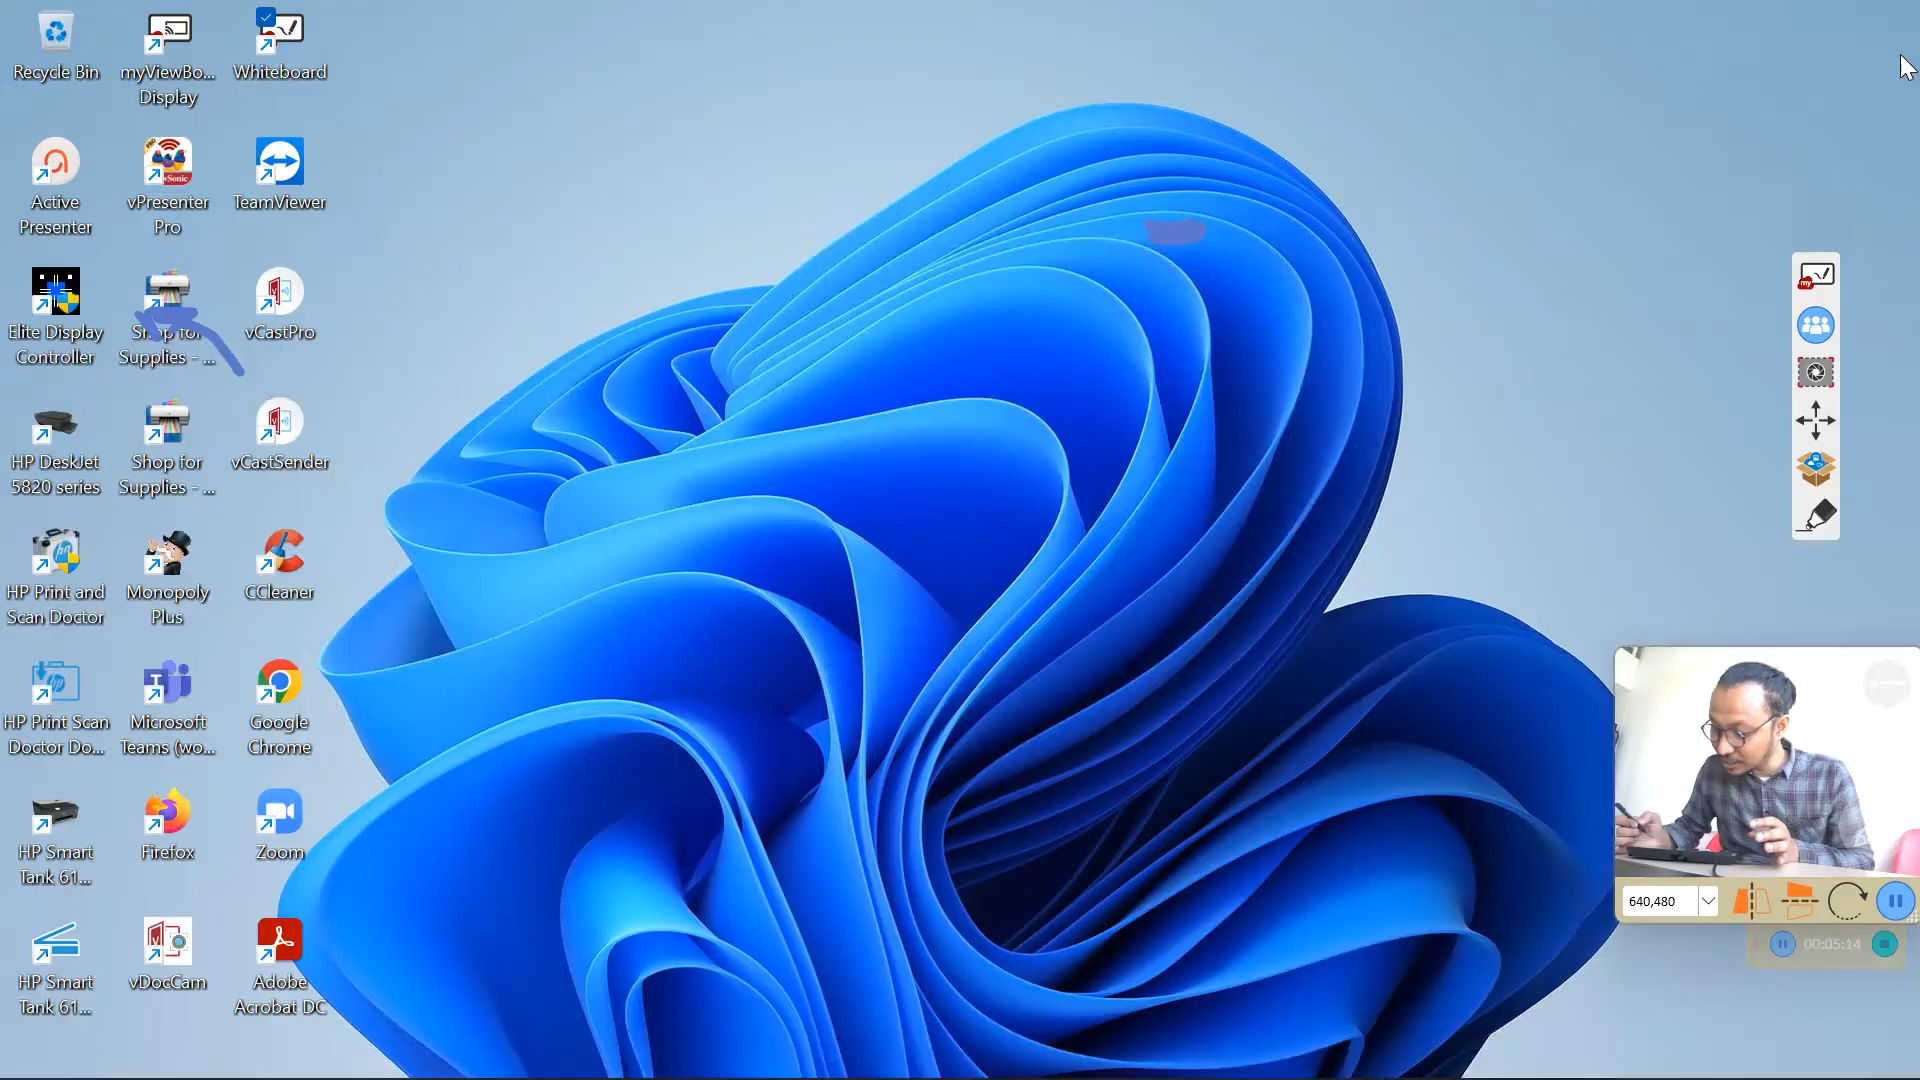 Recycle Bin
myViewBo...
Display
Whiteboard
Active
Presenter
vPresenter
Pro
TeamViewer
Elite Display
Controller
Shop for
Supplies - ...
vCastPro
HP DeskJet
5820 series
Shop for
Supplies - ...
vCastSender
HP Print and
Scan Doctor
Monopoly
Plus
CCleaner
HP Print Scan
Doctor Do...
Microsoft
Teams (wo...
Google
Chrome
HP Smart
Tank 61...
Firefox
Zoom
HP Smart
Tank 61...
vDocCam
Adobe
Acrobat DC
my
640,480
00:05:14